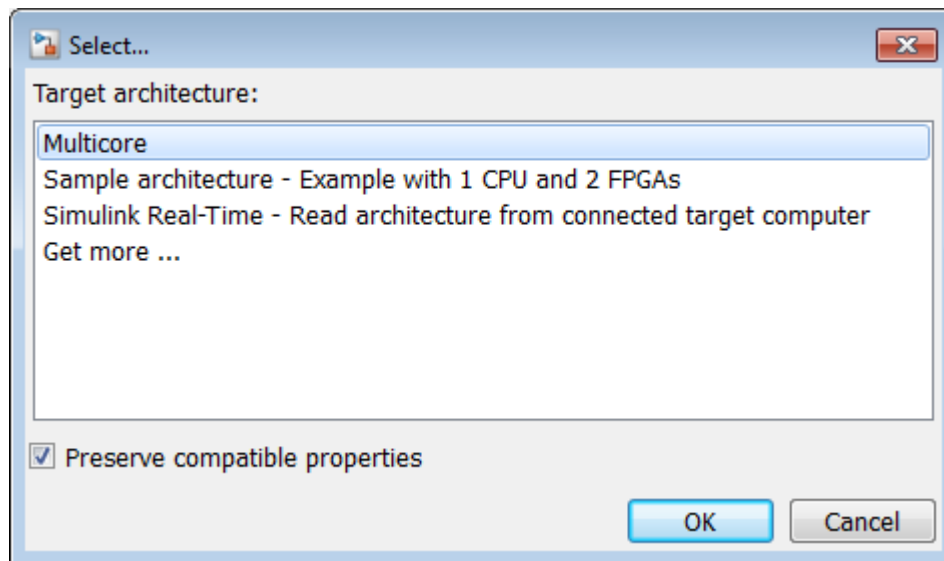 Select...
Target architecture:
Multicore
Sample architecture - Example with 1 CPU and 2 FPGAs
Simulink Real-Time - Read architecture from connected target computer
Get more ...
Preserve compatible properties
OK Cancel